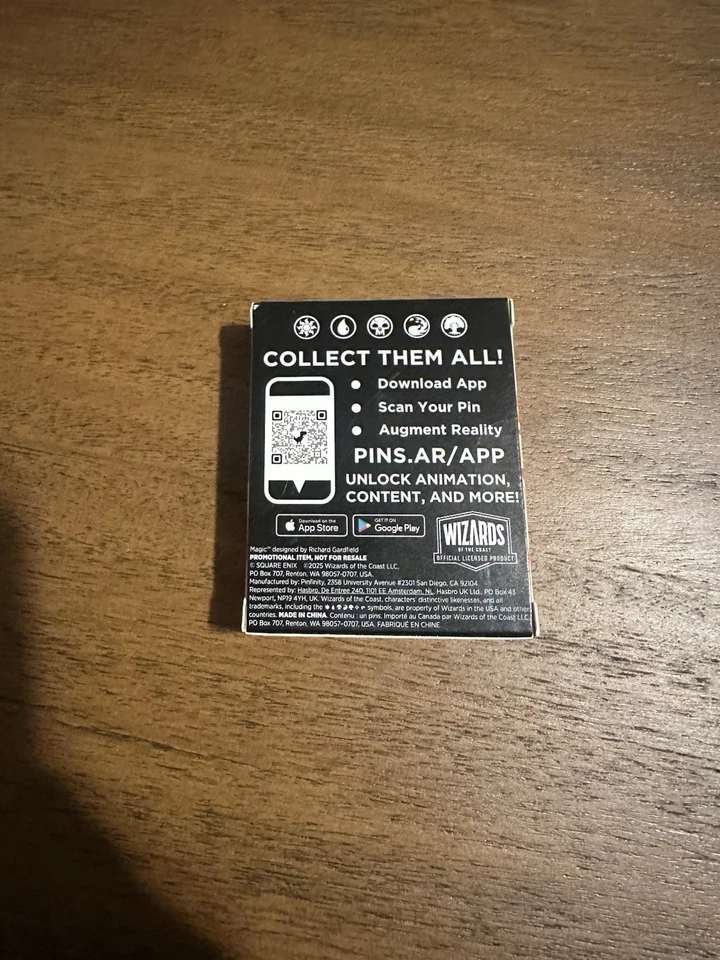 COLLECT THEM ALL!
Download App
Scan Your Pin
Augment Reality
PINS.AR/APP
UNLOCK ANIMATION,
CONTENT, AND MORE!
Download on the
App Store
GET IT ON
Google Play
WIZARDS
OF THE COAST
OFFICIAL LICENSED PRODUCT
Magic™ designed by Richard Gardfield
PROMOTIONAL ITEM, NOT FOR RESALE
© SQUARE ENIX ©2025 Wizards of the Coast LLC,
PO Box 707, Renton, WA 98057-0707, USA.
Manufactured by: Pinfinity, 2358 University Avenue #2301 San Diego, CA 92104
Represented by: Hasbro, De Entree 240, 1101 EE Amsterdam, NL. Hasbro UK Ltd., PO Box 43
Newport, NP19 4YH, UK. Wizards of the Coast, characters' distinctive likenesses, and all
trademarks, including the symbols, are property of Wizards in the USA and other
countries. MADE IN CHINA. Contenu : un pins. Importé au Canada par Wizards of the Coast LLC,
PO Box 707, Renton, WA, 98057-0707, USA. FABRIQUÉ EN CHINE.